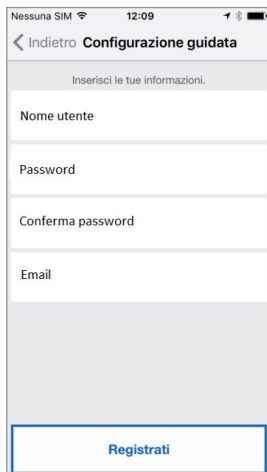 Nessuna SIM 12:09
Indietro Configurazione guidata
Inserisci le tue informazioni.
Nome utente
Password
Conferma password
Email
Registrati